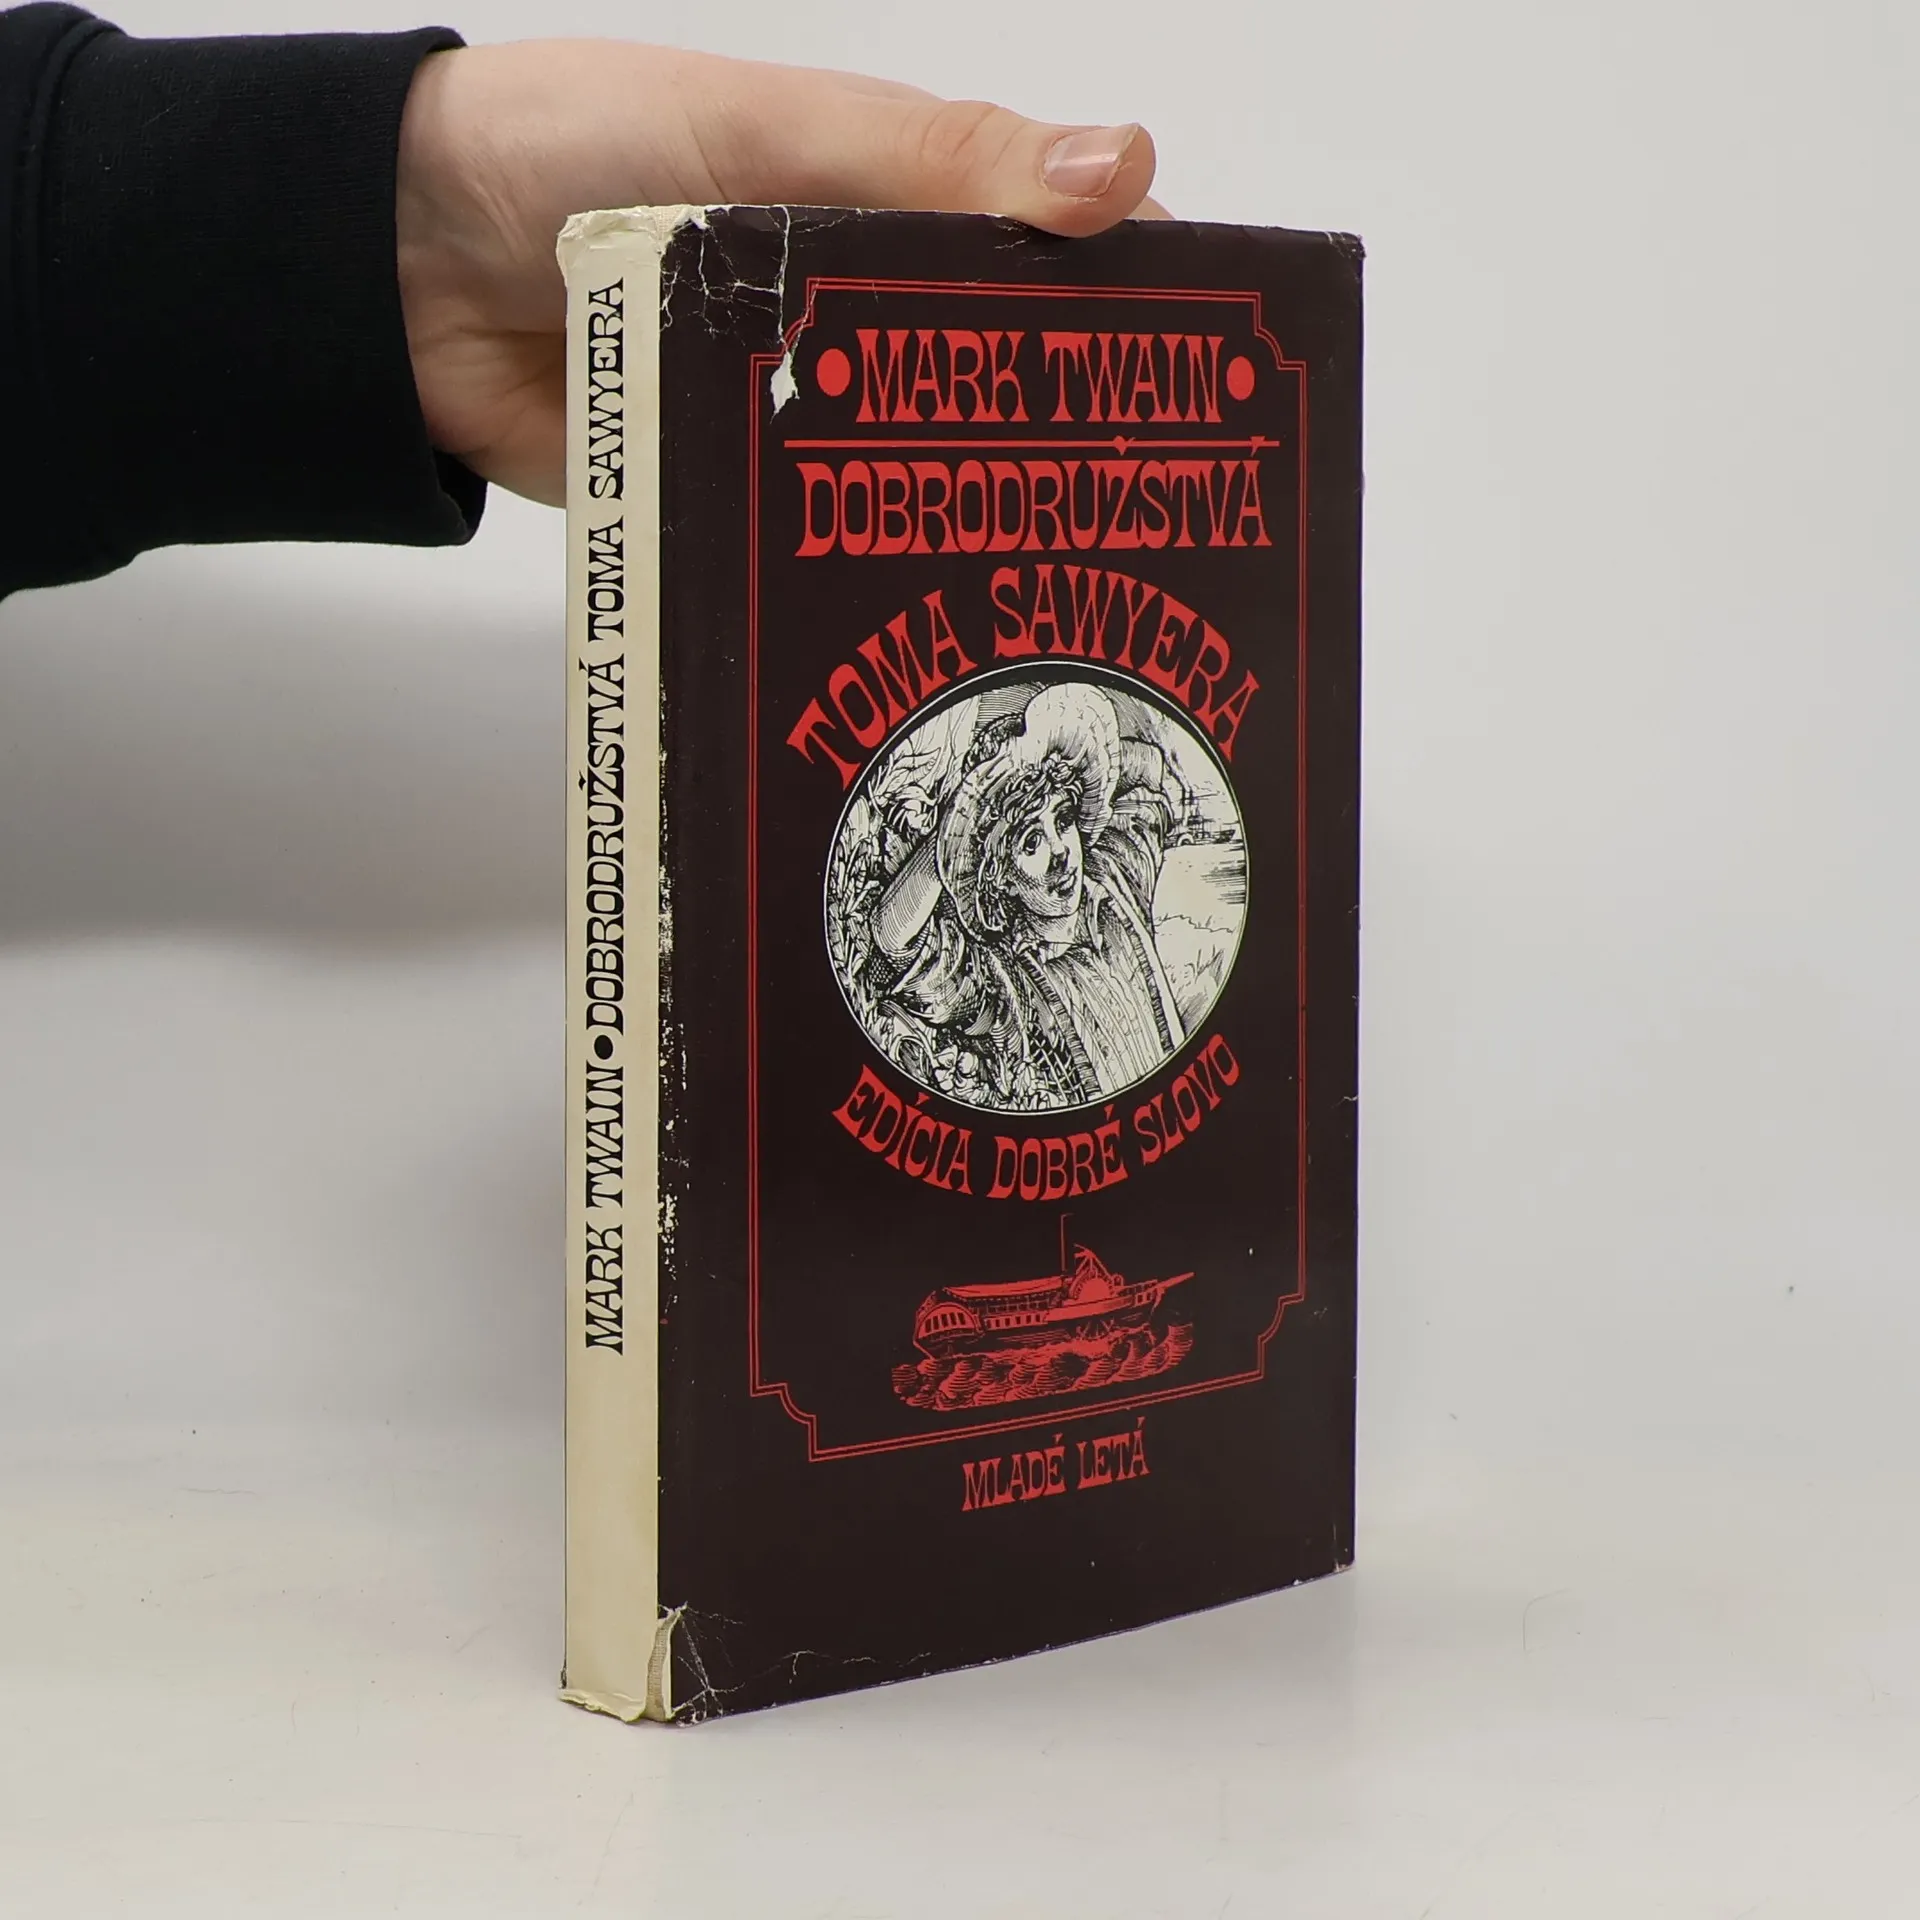 MARK TWAIN • DOBRODRUŽSTVÁ TOMA SAWYERA
• MARK TWAIN •
DOBRODRUŽSTVÁ
TOMA SAWYERA
EDÍCIA DOBRÉ SLOVO
MLADÉ LETÁ